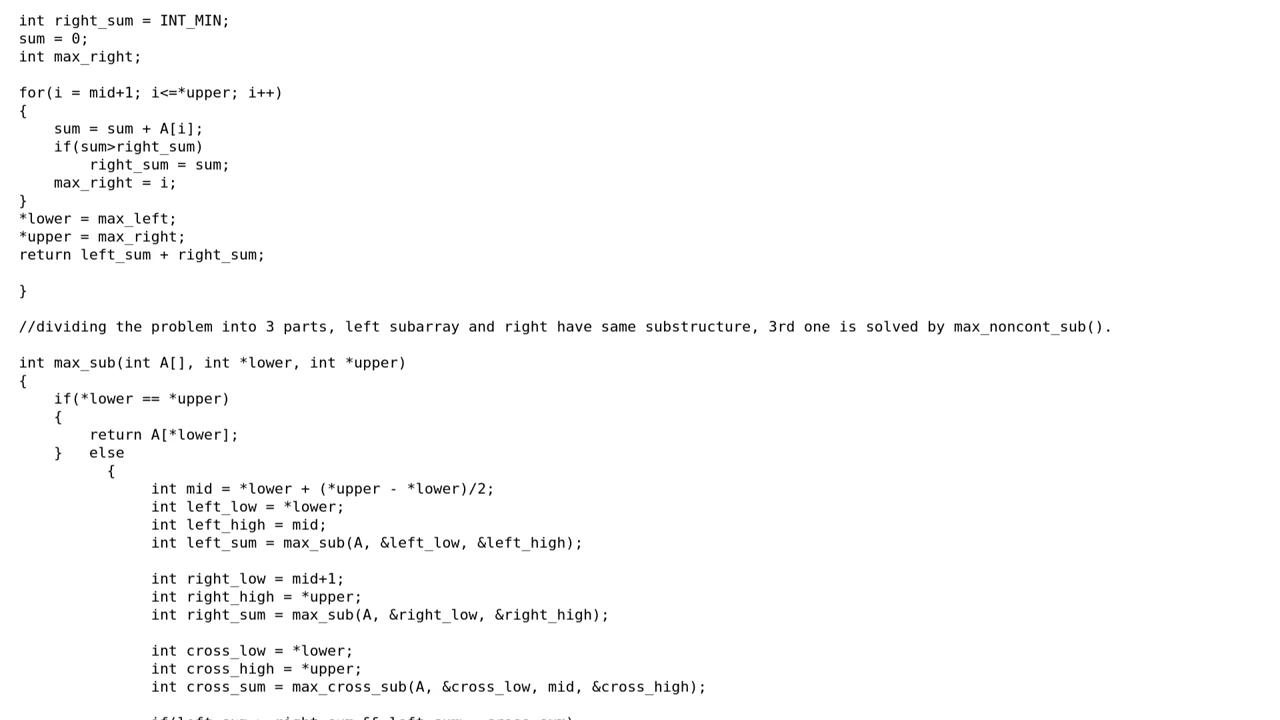 int right_sum = INT_MIN;
sum = 0;
int max_right;
for(i = mid+1; i<=*upper; i++)
{
sum = sum + A[i];
if(sum>right_sum)
right_sum = sum;
max_right = i;
}
*lower = max_left;
*upper = max_right;
return left_sum + right_sum;
}
//dividing the problem into 3 parts, left subarray and right have same substructure, 3rd one is solved by max_noncont_sub().
int max_sub(int A[], int *lower, int *upper)
{
if(*lower == *upper)
{
return A[*lower];
} else
{
int mid = *lower + (*upper - *lower)/2;
int left_low = *lower;
int left_high = mid;
int left_sum = max_sub(A, &left_low, &left_high);
int right_low = mid+1;
int right_high = *upper;
int right_sum = max_sub(A, &right_low, &right_high);
int cross_low = *lower;
int cross_high = *upper;
int cross_sum = max_cross_sub(A, &cross_low, mid, &cross_high);